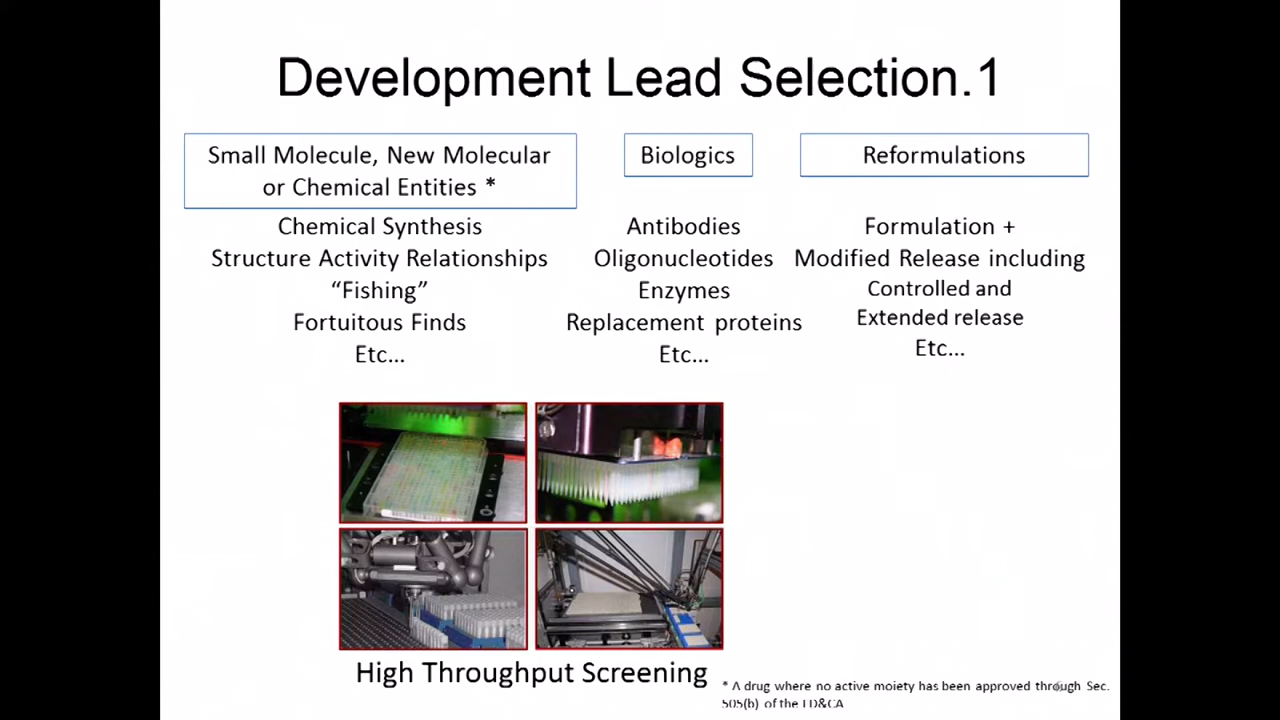 Development Lead Selection.1
Small Molecule, New Molecular
or Chemical Entities *
Chemical Synthesis
Structure Activity Relationships
“Fishing”
Fortuitous Finds
Etc...
Biologics
Antibodies
Oligonucleotides
Enzymes
Replacement proteins
Etc...
Reformulations
Formulation +
Modified Release including
Controlled and
Extended release
Etc...
High Throughput Screening
* A drug where no active moiety has been approved through Sec.
505(b) of the FD&CA